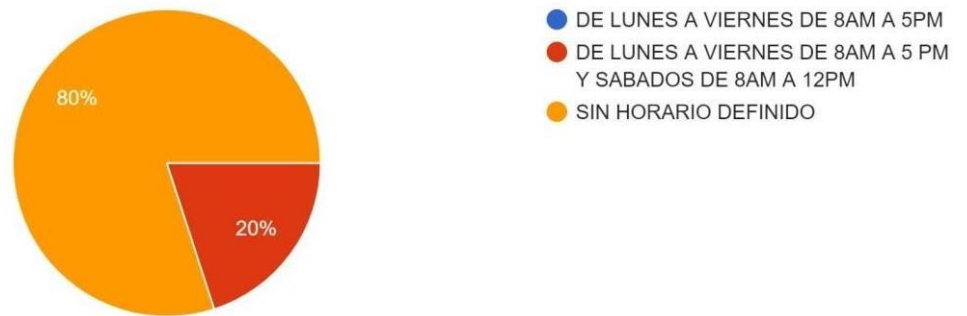 80%
20%
DE LUNES A VIERNES DE 8AM A 5PM
DE LUNES A VIERNES DE 8AM A 5 PM
Y SABADOS DE 8AM A 12PM
SIN HORARIO DEFINIDO